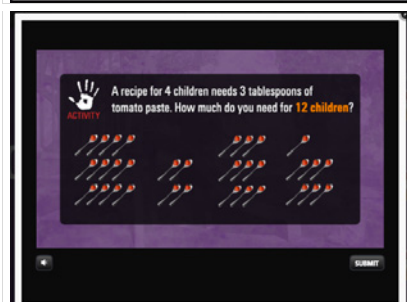 A recipe for 4 children needs 3 tablespoons of
tomato paste. How much do you need for 12 children?
ACTIVITY
SUBMIT